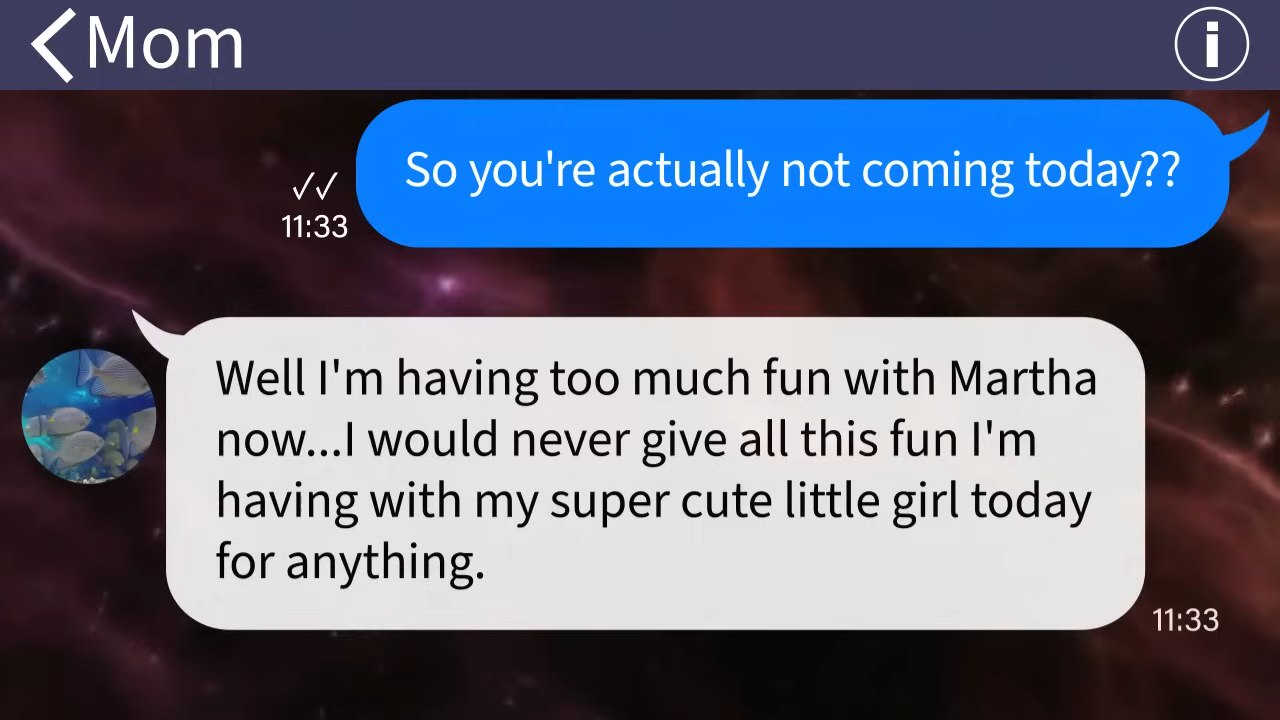 Mom
So you're actually not coming today??
✓✓
11:33
Well I'm having too much fun with Martha
now...I would never give all this fun I'm
having with my super cute little girl today
for anything.
11:33